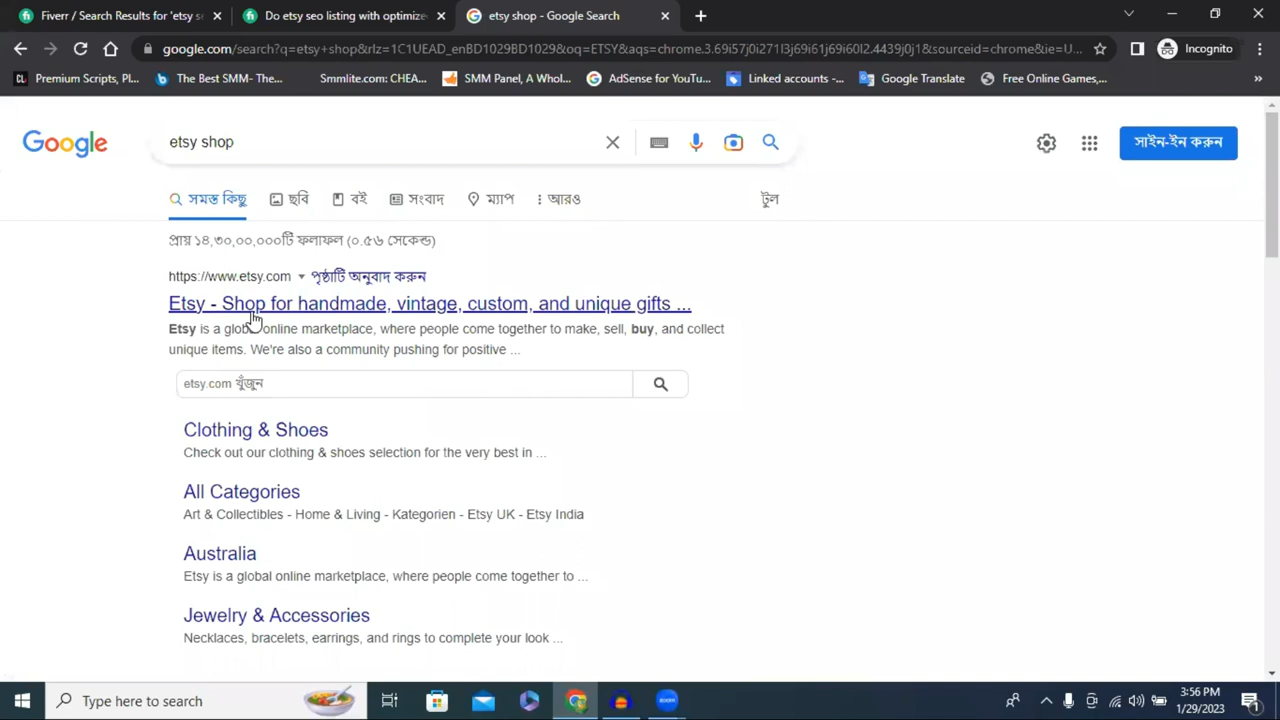 Fiverr / Search Results for 'etsy s
Do etsy seo listing with optimize
etsy shop - Google Search
google.com/search?q=etsy+shop&rlz=1C1UEAD_enBD1029BD1029&oq=ETSY&aqs=chrome.3.69i57j0i271l3j69i61j69i60l2.4439j0j1&sourceid=chrome&ie=U...
Incognito
Premium Scripts, Pl...
The Best SMM- The...
Smmlite.com: CHEA...
SMM Panel, A Whol...
AdSense for YouTu...
Linked accounts -...
Google Translate
Free Online Games,...
Google
etsy shop
সাইন-ইন করুন
সমস্ত কিছু
ছবি
বই
সংবাদ
ম্যাপ
আরও
টুল
প্রায় ১৪,৩০,০০,০০০টি ফলাফল (০.৫৬ সেকেন্ড)
https://www.etsy.com পৃষ্ঠাটি অনুবাদ করুন
Etsy - Shop for handmade, vintage, custom, and unique gifts ...
Etsy is a global online marketplace, where people come together to make, sell, buy, and collect
unique items. We're also a community pushing for positive ...
etsy.com খুঁজুন
Clothing & Shoes
Check out our clothing & shoes selection for the very best in ...
All Categories
Art & Collectibles - Home & Living - Kategorien - Etsy UK - Etsy India
Australia
Etsy is a global online marketplace, where people come together to ...
Jewelry & Accessories
Necklaces, bracelets, earrings, and rings to complete your look ...
Type here to search
3:56 PM
1/29/2023